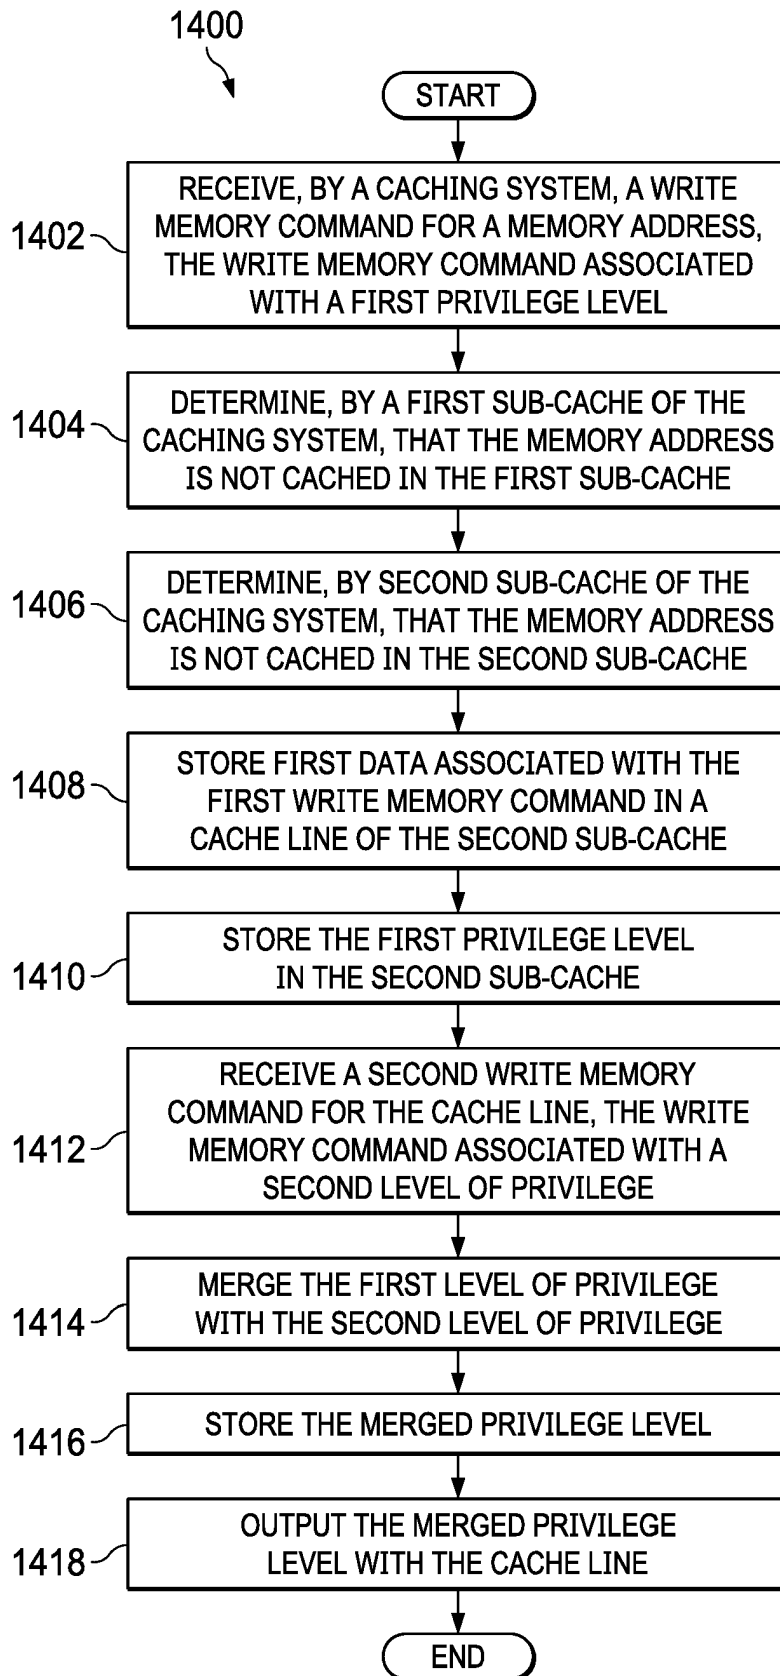 1400
START
RECEIVE, BY A CACHING SYSTEM, A WRITE
MEMORY COMMAND FOR A MEMORY ADDRESS,
THE WRITE MEMORY COMMAND ASSOCIATED
WITH A FIRST PRIVILEGE LEVEL
1402
DETERMINE, BY A FIRST SUB-CACHE OF THE
CACHING SYSTEM, THAT THE MEMORY ADDRESS
IS NOT CACHED IN THE FIRST SUB-CACHE
1404
DETERMINE, BY SECOND SUB-CACHE OF THE
CACHING SYSTEM, THAT THE MEMORY ADDRESS
IS NOT CACHED IN THE SECOND SUB-CACHE
1406
STORE FIRST DATA ASSOCIATED WITH THE
FIRST WRITE MEMORY COMMAND IN A
CACHE LINE OF THE SECOND SUB-CACHE
1408
STORE THE FIRST PRIVILEGE LEVEL
IN THE SECOND SUB-CACHE
1410
RECEIVE A SECOND WRITE MEMORY
COMMAND FOR THE CACHE LINE, THE WRITE
MEMORY COMMAND ASSOCIATED WITH A
SECOND LEVEL OF PRIVILEGE
1412
MERGE THE FIRST LEVEL OF PRIVILEGE
WITH THE SECOND LEVEL OF PRIVILEGE
1414
STORE THE MERGED PRIVILEGE LEVEL
1416
OUTPUT THE MERGED PRIVILEGE
LEVEL WITH THE CACHE LINE
1418
END